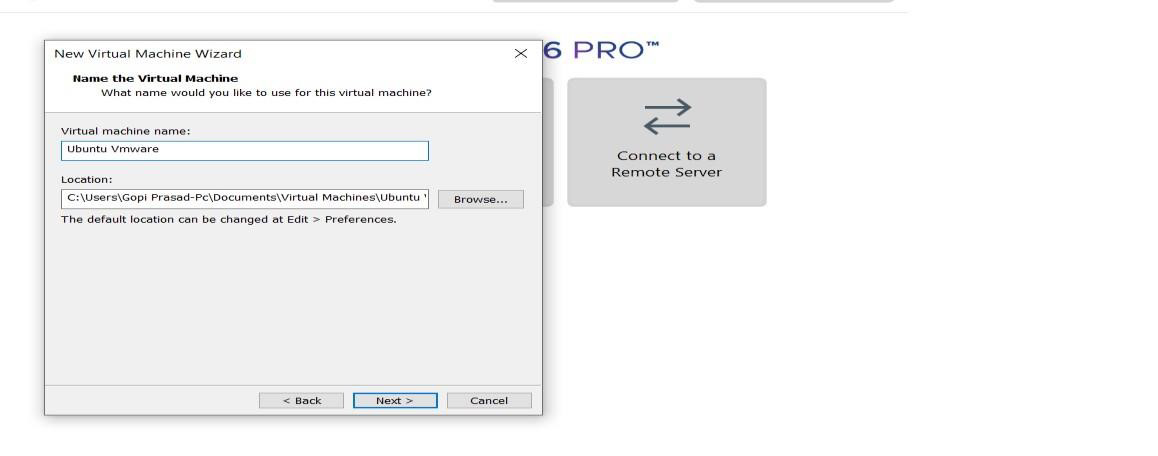 New Virtual Machine Wizard
6 PRO™
Name the Virtual Machine
What name would you like to use for this virtual machine?
Virtual machine name:
Ubuntu Vmware
Location:
C:\Users\Gopi Prasad-Pc\Documents\Virtual Machines\Ubuntu
Browse...
The default location can be changed at Edit > Preferences.
< Back
Next >
Cancel
Connect to a
Remote Server